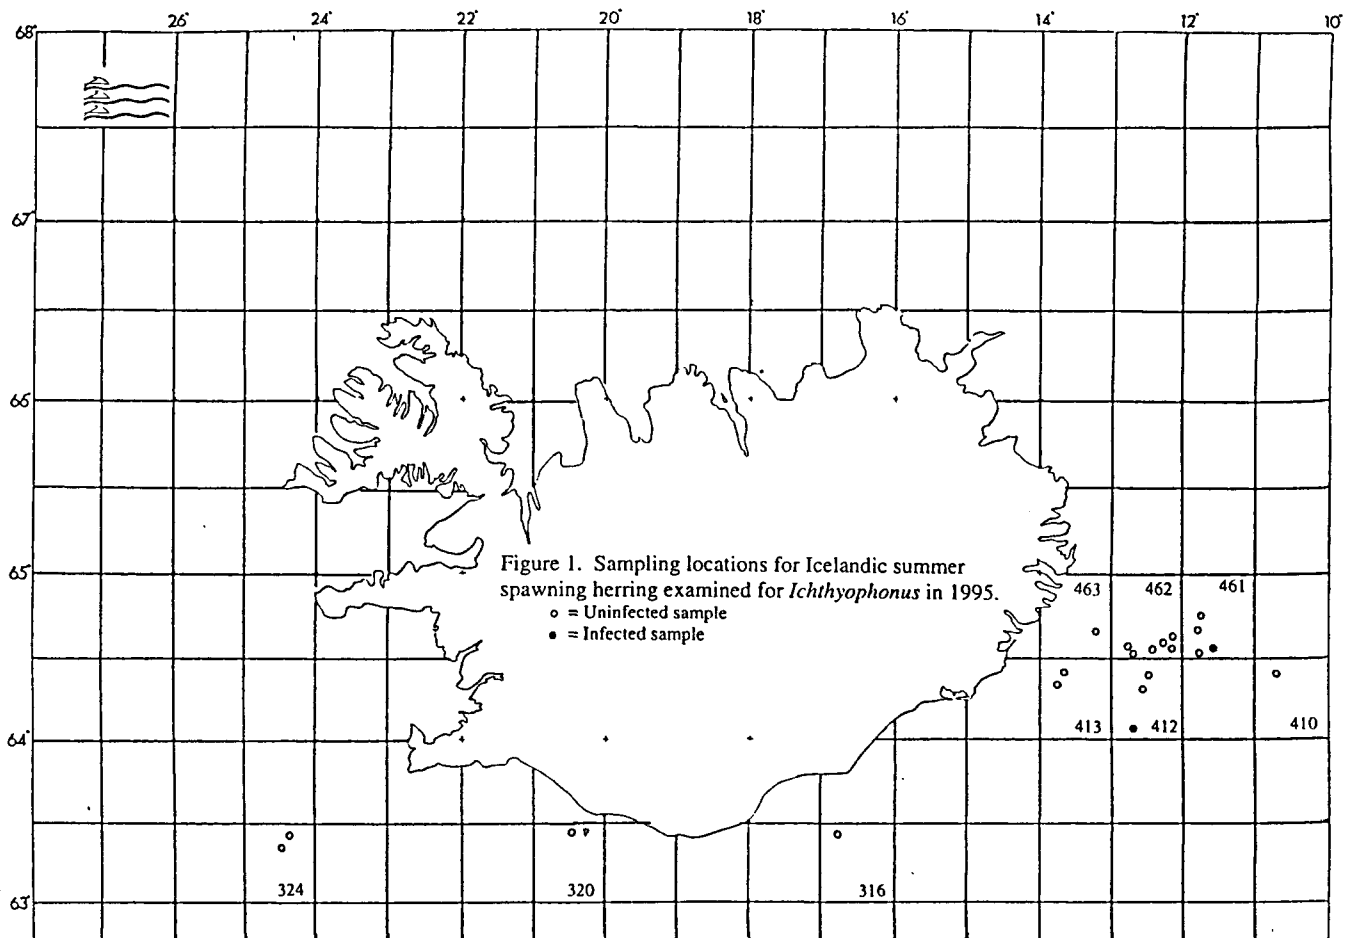 26° 24° 22° 20° 18° 16° 14° 12° 10°
68°
67°
66°
65°
Figure 1. Sampling locations for Icelandic summer
spawning herring examined for Ichthyophonus in 1995.
= Uninfected sample
= Infected sample
463 462 461
64°
413 412 410
324 320 316
63°